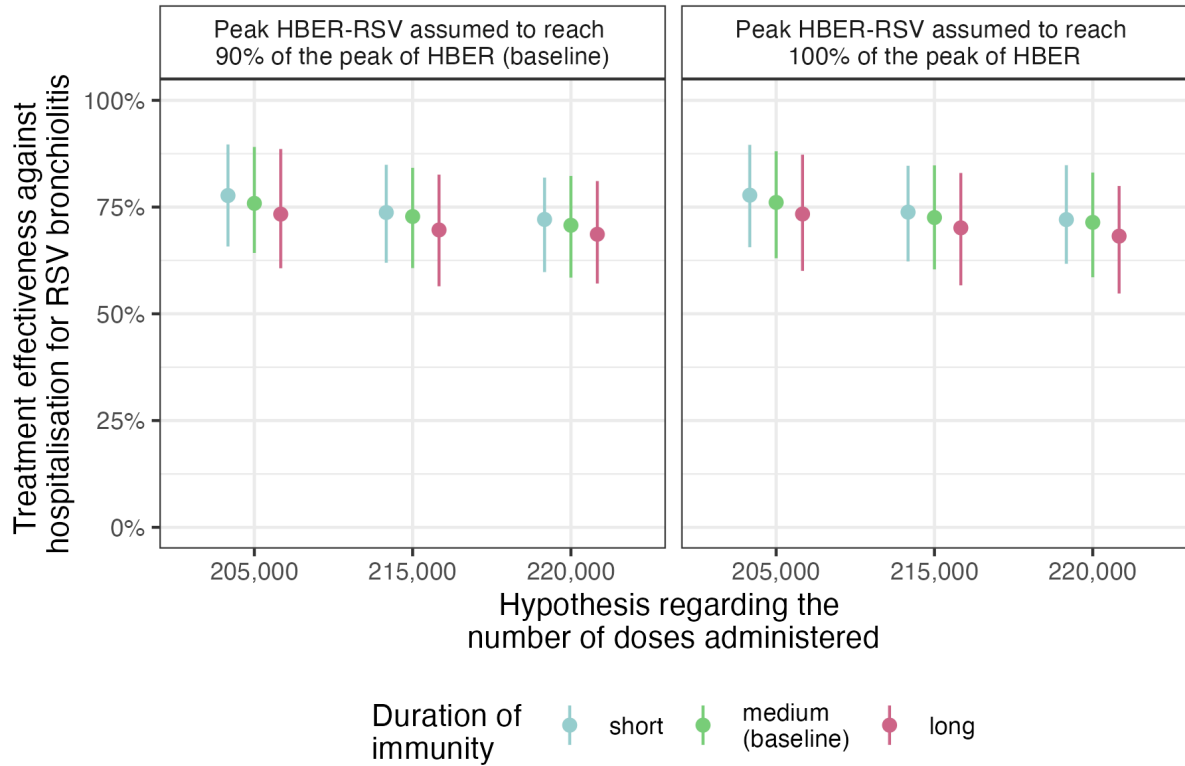 Peak HBER-RSV assumed to reach
90% of the peak of HBER (baseline)
Peak HBER-RSV assumed to reach
100% of the peak of HBER
Treatment effectiveness against
hospitalisation for RSV bronchiolitis
100%
75%
50%
25%
0%
205,000
215,000
220,000
205,000
215,000
220,000
Hypothesis regarding the
number of doses administered
Duration of
immunity
short
medium
(baseline)
long